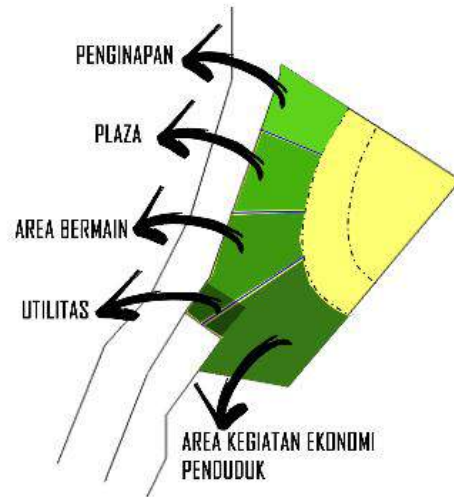 PENGINAPAN
PLAZA
AREA BERMAIN
UTILITAS
AREA KEGIATAN EKONOMI
PENDUDUK